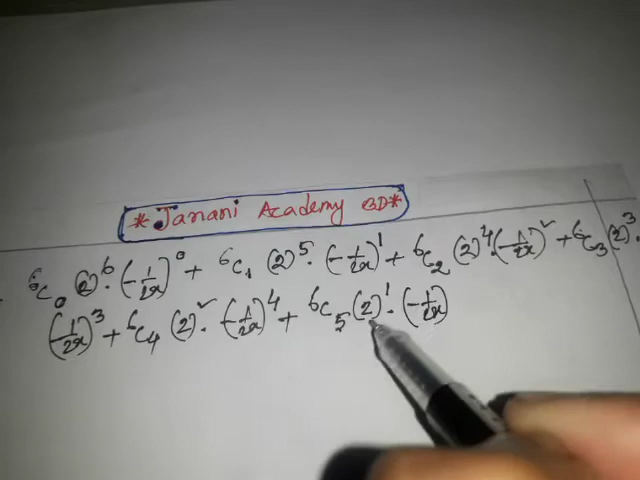 *Janani Academy BD*
⁶C₀ (2)⁶·(-1/2x)⁰ + ⁶C₁ (2)⁵·(-1/2x)¹ + ⁶C₂ (2)⁴·(-1/2x)² + ⁶C₃ (2)³·
(-1/2x)³ + ⁶C₄ (2)²·(-1/2x)⁴ + ⁶C₅ (2)¹·(-1/2x)